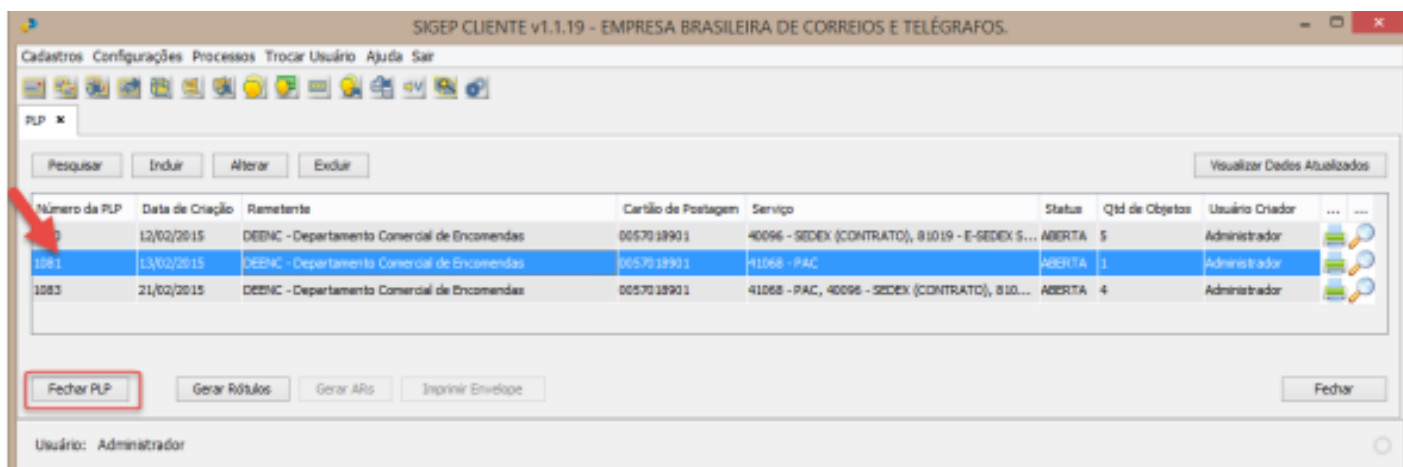 SIGEP CLIENTE v1.1.19 - EMPRESA BRASILEIRA DE CORREIOS E TELÉGRAFOS.
Cadastros Configurações Processos Trocar Usuário Ajuda Sair
PLP
Pesquisar Incluir Alterar Excluir Visualizar Dados Atualizados
Número da PLP Data de Criação Remetente Cartão de Postagem Serviço Status Qtd de Objetos Usuário Criador ... ...
12/02/2015 DEENC - Departamento Comercial de Encomendas 0057018901 40096 - SEDEX (CONTRATO), 81019 - E-SEDEX S... ABERTA 5 Administrador
1081 13/02/2015 DEENC - Departamento Comercial de Encomendas 0057018901 41068 - PAC ABERTA 1 Administrador
1083 21/02/2015 DEENC - Departamento Comercial de Encomendas 0057018901 41068 - PAC, 40096 - SEDEX (CONTRATO), 810... ABERTA 4 Administrador
Fechar PLP Gerar Rótulos Gerar ARs Imprimir Envelope Fechar
Usuário: Administrador